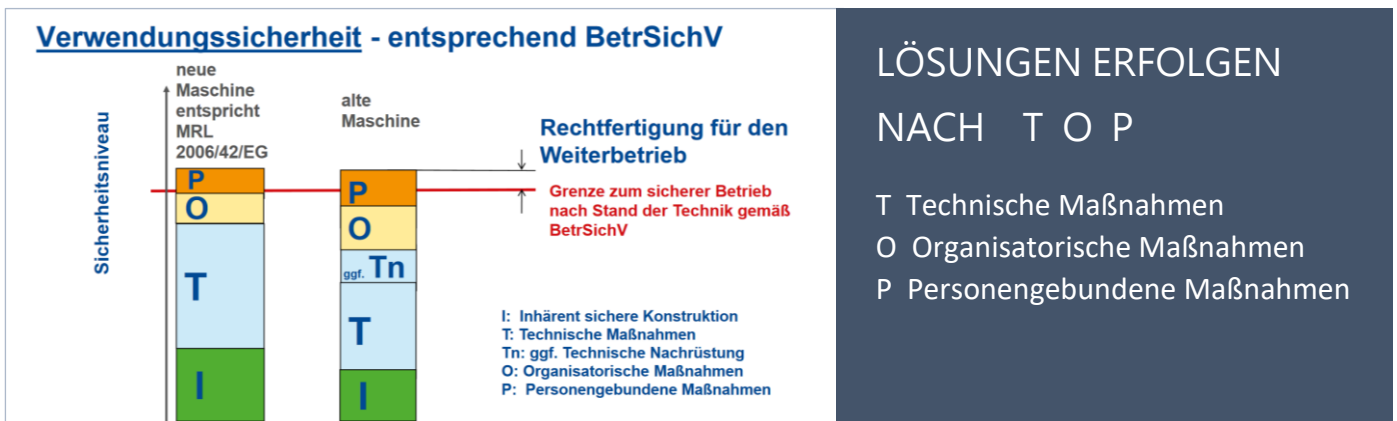 Verwendungssicherheit - entsprechend BetrSichV
neue
Maschine
entspricht
MRL
2006/42/EG
alte
Maschine
Sicherheitsniveau
P
O
T
I
P
O
ggf. Tn
T
I
Rechtfertigung für den
Weiterbetrieb
Grenze zum sicherer Betrieb
nach Stand der Technik gemäß
BetrSichV
I: Inhärent sichere Konstruktion
T: Technische Maßnahmen
Tn: ggf. Technische Nachrüstung
O: Organisatorische Maßnahmen
P: Personengebundene Maßnahmen
LÖSUNGEN ERFOLGEN
NACH T O P
T Technische Maßnahmen
O Organisatorische Maßnahmen
P Personengebundene Maßnahmen